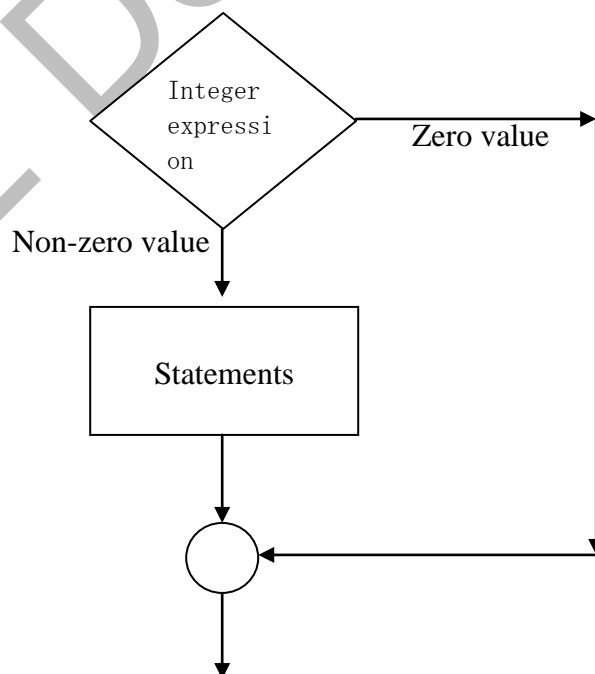 Integer
expressi
on
Zero value
Non-zero value
Statements